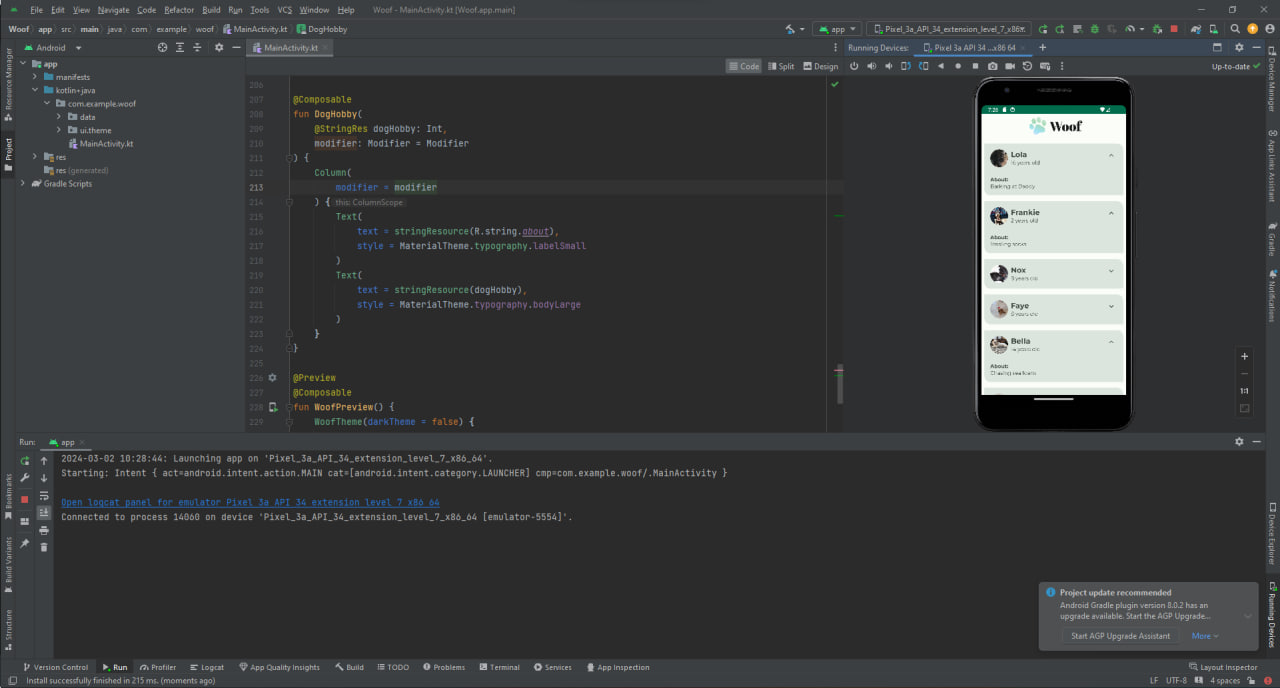 File Edit View Navigate Code Refactor Build Run Tools VCS Window Help Woof - MainActivity.kt [Woof.app.main]
Woof app src main java com example woof MainActivity.kt DogHobby app Pixel_3a_API_34_extension_level_7_x86
Android MainActivity.kt Running Devices: Pixel 3a API 34 ...x86 64
Code Split Design Up-to-date
Resource Manager
Project
app
manifests
kotlin+java
com.example.woof
data
ui.theme
MainActivity.kt
res
res (generated)
Gradle Scripts
206
207 @Composable
208 fun DogHobby(
209 @StringRes dogHobby: Int,
210 modifier: Modifier = Modifier
211 ) {
212 Column(
213 modifier = modifier
214 ) { this: ColumnScope
215 Text(
216 text = stringResource(R.string.about),
217 style = MaterialTheme.typography.labelSmall
218 )
219 Text(
220 text = stringResource(dogHobby),
221 style = MaterialTheme.typography.bodyLarge
222 )
223 }
224 }
225
226 @Preview
227 @Composable
228 fun WoofPreview() {
229 WoofTheme(darkTheme = false) {
7:28
Woof
Lola
16 years old
About:
Barking at Daddy
Frankie
2 years old
About:
Stealing socks
Nox
Faye
Bella
14 years old
About:
1:1
Device Manager
App Links Assistant
Gradle
Notifications
Device Explorer
Running Devices
Run: app
2024-03-02 10:28:44: Launching app on 'Pixel_3a_API_34_extension_level_7_x86_64'.
Starting: Intent { act=android.intent.action.MAIN cat=[android.intent.category.LAUNCHER] cmp=com.example.woof/.MainActivity }
Open logcat panel for emulator Pixel 3a API 34 extension level 7 x86 64
Connected to process 14060 on device 'Pixel_3a_API_34_extension_level_7_x86_64 [emulator-5554]'.
Bookmarks
Build Variants
Structure
Project update recommended
Android Gradle plugin version 8.0.2 has an
upgrade available. Start the AGP Upgrade...
Start AGP Upgrade Assistant More
Version Control Run Profiler Logcat App Quality Insights Build TODO Problems Terminal Services App Inspection Layout Inspector
Install successfully finished in 215 ms. (moments ago) LF UTF-8 4 spaces